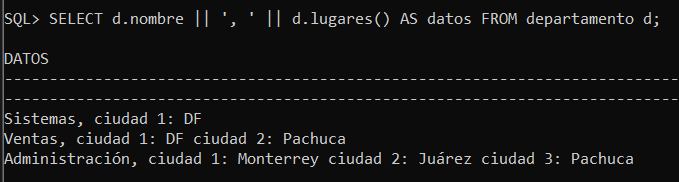 SQL> SELECT d.nombre || ', ' || d.lugares() AS datos FROM departamento d;
DATOS
--------------------------------------------------------------------------------
--------------------------------------------------------------------------------
Sistemas, ciudad 1: DF
Ventas, ciudad 1: DF ciudad 2: Pachuca
Administración, ciudad 1: Monterrey ciudad 2: Juárez ciudad 3: Pachuca